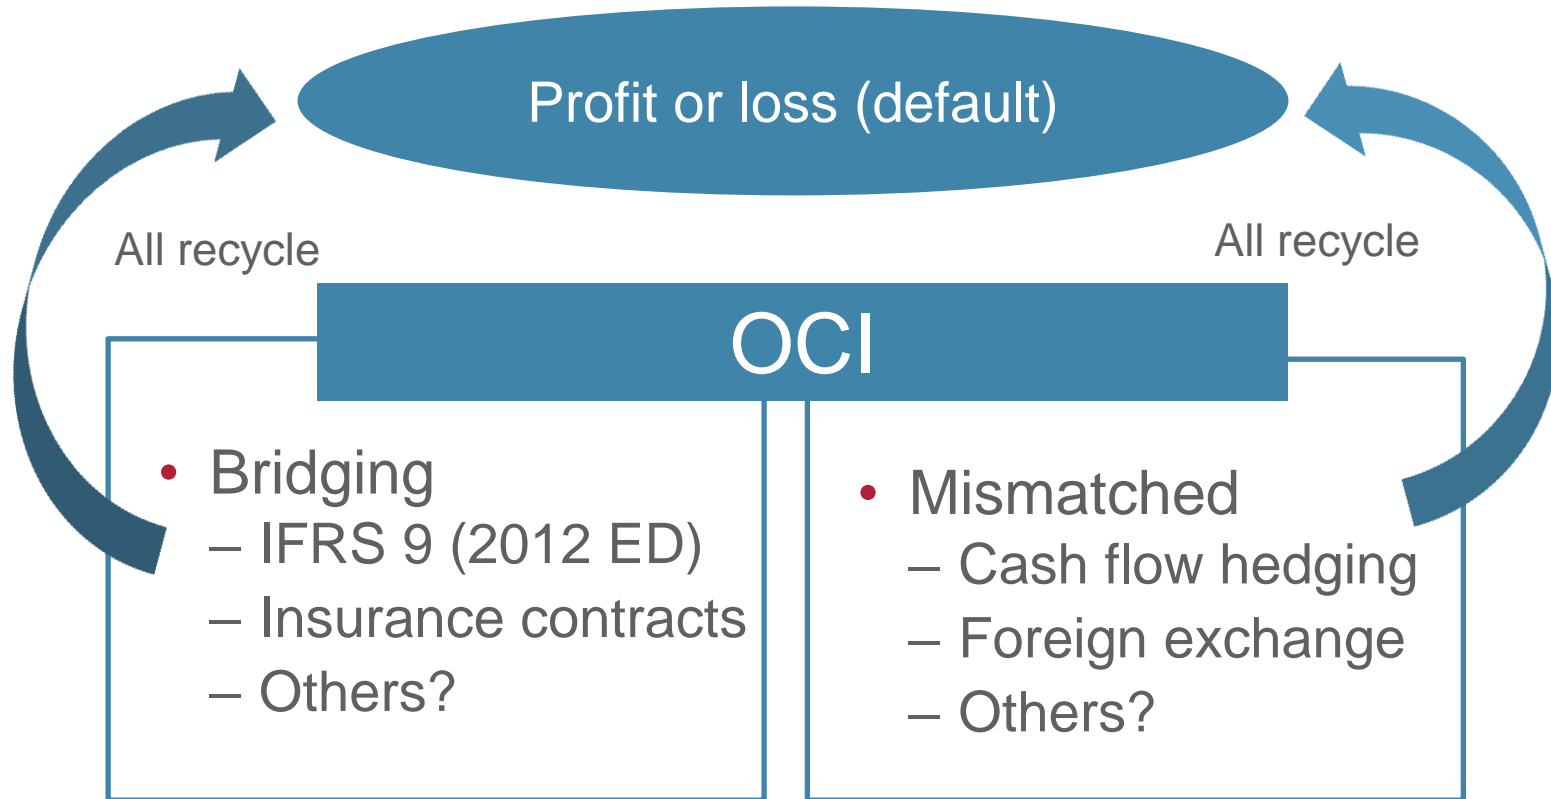 Profit or loss (default)
All recycle
All recycle
OCI
• Bridging
– IFRS 9 (2012 ED)
– Insurance contracts
– Others?
• Mismatched
– Cash flow hedging
– Foreign exchange
– Others?